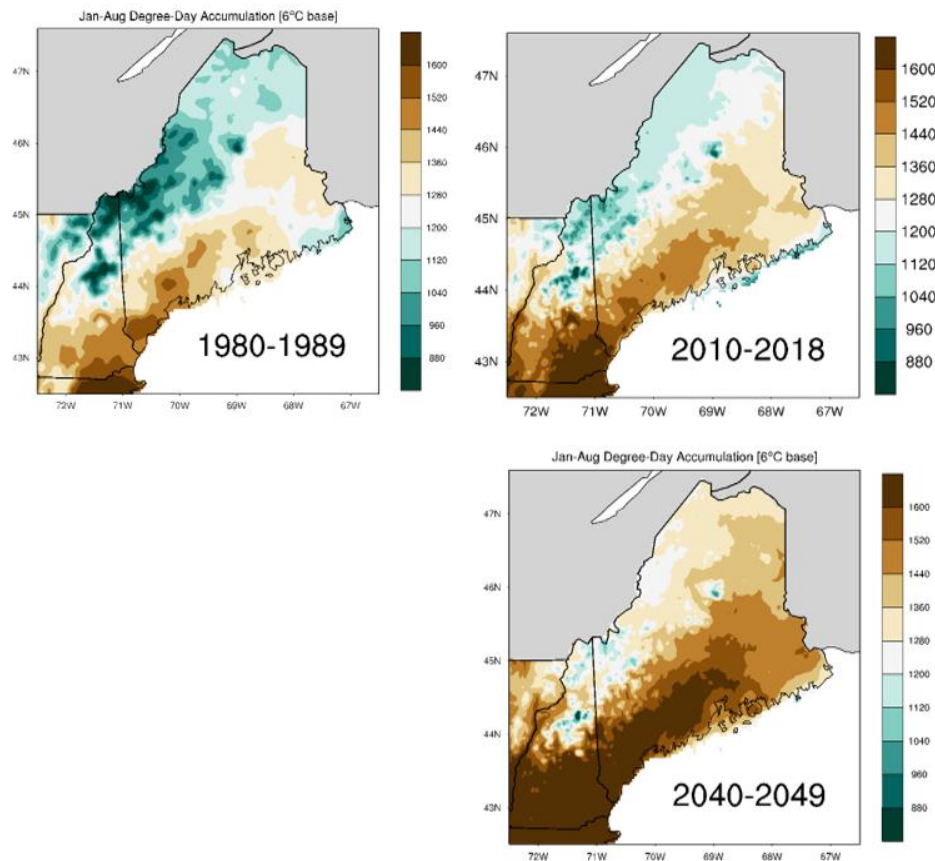 Jan-Aug Degree-Day Accumulation [6°C base]
47N
46N
45N
44N
43N
72W 71W 70W 69W 68W 67W
1980-1989
1600
1520
1440
1360
1280
1200
1120
1040
960
880
47N
46N
45N
44N
43N
72W 71W 70W 69W 68W 67W
2010-2018
1600
1520
1440
1360
1280
1200
1120
1040
960
880
Jan-Aug Degree-Day Accumulation [6°C base]
47N
46N
45N
44N
43N
72W 71W 70W 69W 68W 67W
2040-2049
1600
1520
1440
1360
1280
1200
1120
1040
960
880